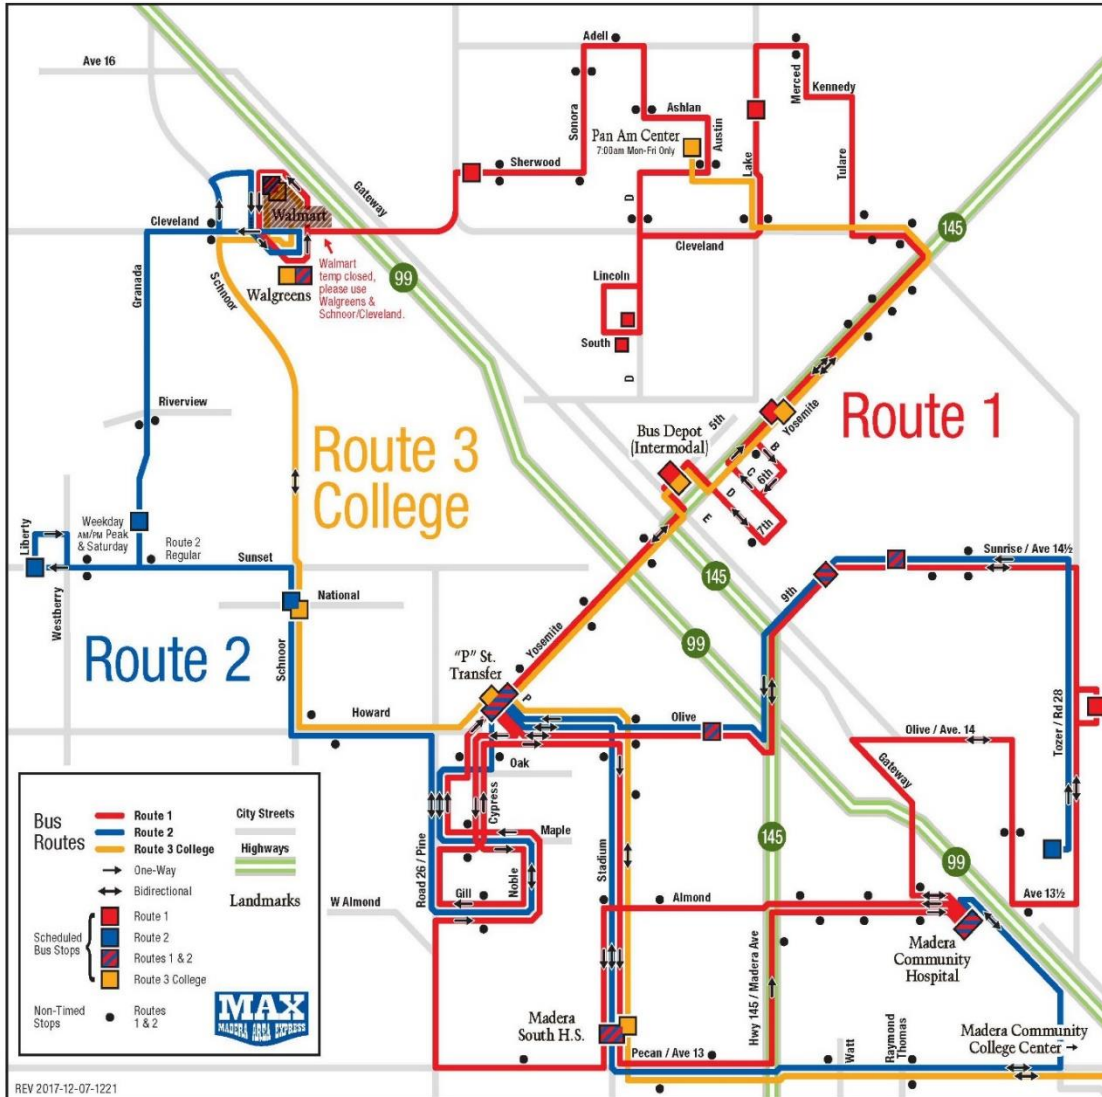 Adell
Ave 16
Merced
Kennedy
Sonora
Ashlan
Pan Am Center
7:00am Mon-Fri Only
Austin
Lake
Tulare
Sherwood
Gateway
D
Walmart
Cleveland
145
Cleveland
99
Walmart
temp closed,
please use
Walgreens &
Schnoor/Cleveland.
Walgreens
Granada
Schnoor
Lincoln
South
D
Riverview
Route 3
College
Route 1
5th
Yosemite
Bus Depot
(Intermodal)
B
6th
C
D
7th
E
Weekday
AM/PM Peak
& Saturday
Route 2
Regular
Liberty
Sunset
Westberry
National
Route 2
Schnoor
145
Sunrise / Ave 14½
9th
99
Yosemite
"P" St.
Transfer
P
Howard
Olive
Tozer / Rd 28
Olive / Ave. 14
Gateway
Oak
Cypress
Maple
Road 26 / Pine
Noble
Gill
Stadium
145
99
Ave 13½
W Almond
Almond
Madera
Community
Hospital
Hwy 145 / Madera Ave
Madera
South H.S.
Pecan / Ave 13
Watt
Raymond
Thomas
Madera Community
College Center
Bus
Routes
Route 1
Route 2
Route 3 College
One-Way
Bidirectional
City Streets
Highways
Landmarks
Scheduled
Bus Stops
Route 1
Route 2
Routes 1 & 2
Route 3 College
Non-Timed
Stops
Routes
1 & 2
MAX
MADERA AREA EXPRESS
REV 2017-12-07-1221